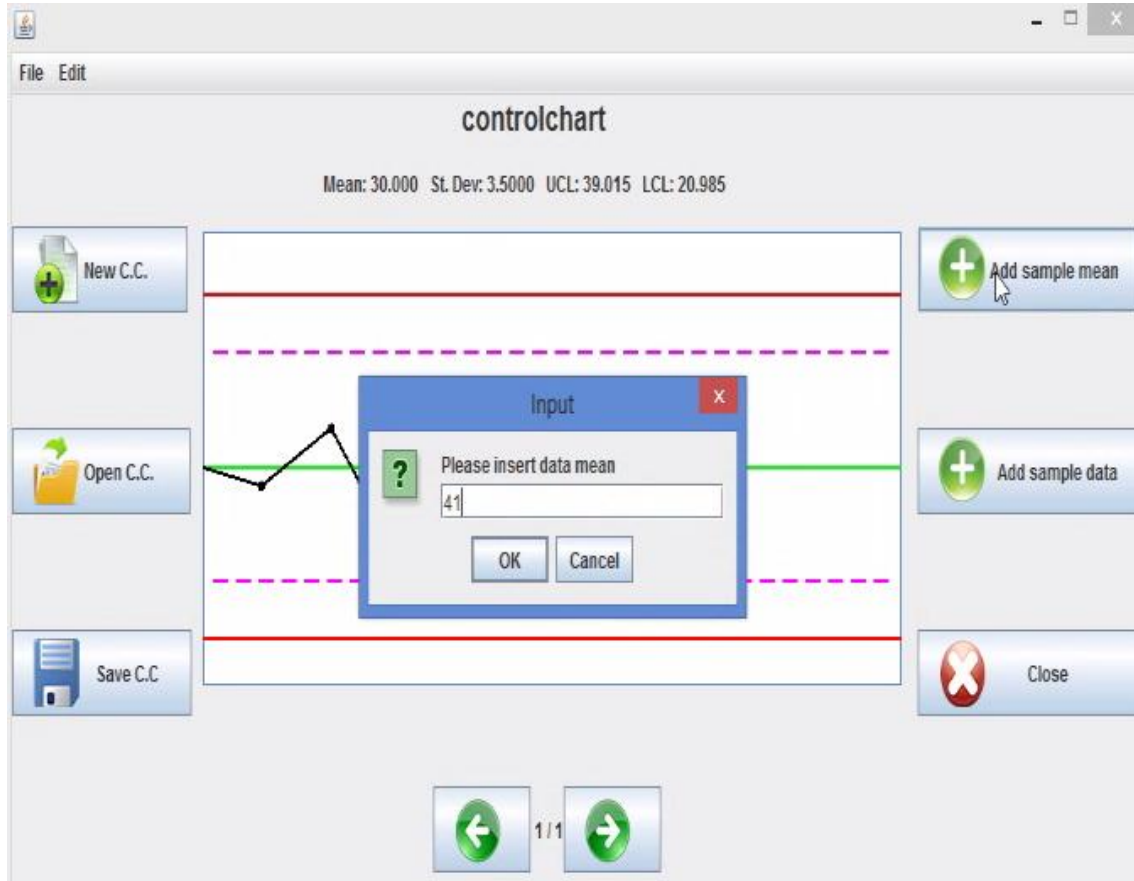 File Edit
controlchart
Mean: 30.000 St. Dev: 3.5000 UCL: 39.015 LCL: 20.985
New C.C.
Add sample mean
Input
X
Please insert data mean
41
OK Cancel
Open C.C.
Add sample data
Save C.C
Close
1 / 1